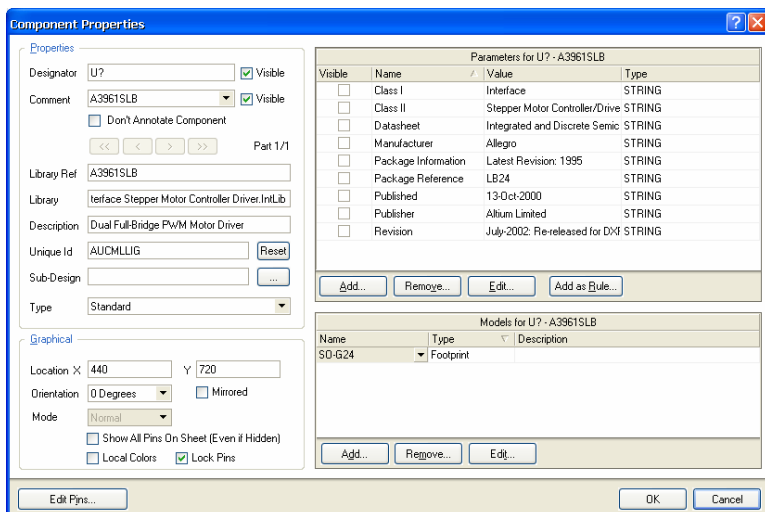 Component Properties
Properties
Designator U? Visible
Comment A3961SLB Visible
Don't Annotate Component
<< < > >> Part 1/1
Library Ref A3961SLB
Library terface Stepper Motor Controller Driver.IntLib
Description Dual Full-Bridge PWM Motor Driver
Unique Id AUCMLLIG Reset
Sub-Design ...
Type Standard
Graphical
Location X 440 Y 720
Orientation 0 Degrees Mirrored
Mode Normal
Show All Pins On Sheet (Even if Hidden)
Local Colors Lock Pins
Parameters for U? - A3961SLB
Visible Name Value Type
Class I Interface STRING
Class II Stepper Motor Controller/Drive STRING
Datasheet Integrated and Discrete Semic STRING
Manufacturer Allegro STRING
Package Information Latest Revision: 1995 STRING
Package Reference LB24 STRING
Published 13-Oct-2000 STRING
Publisher Altium Limited STRING
Revision July-2002: Re-released for DXF STRING
Add... Remove... Edit... Add as Rule...
Models for U? - A3961SLB
Name Type Description
SO-G24 Footprint
Add... Remove... Edit...
Edit Pins... OK Cancel